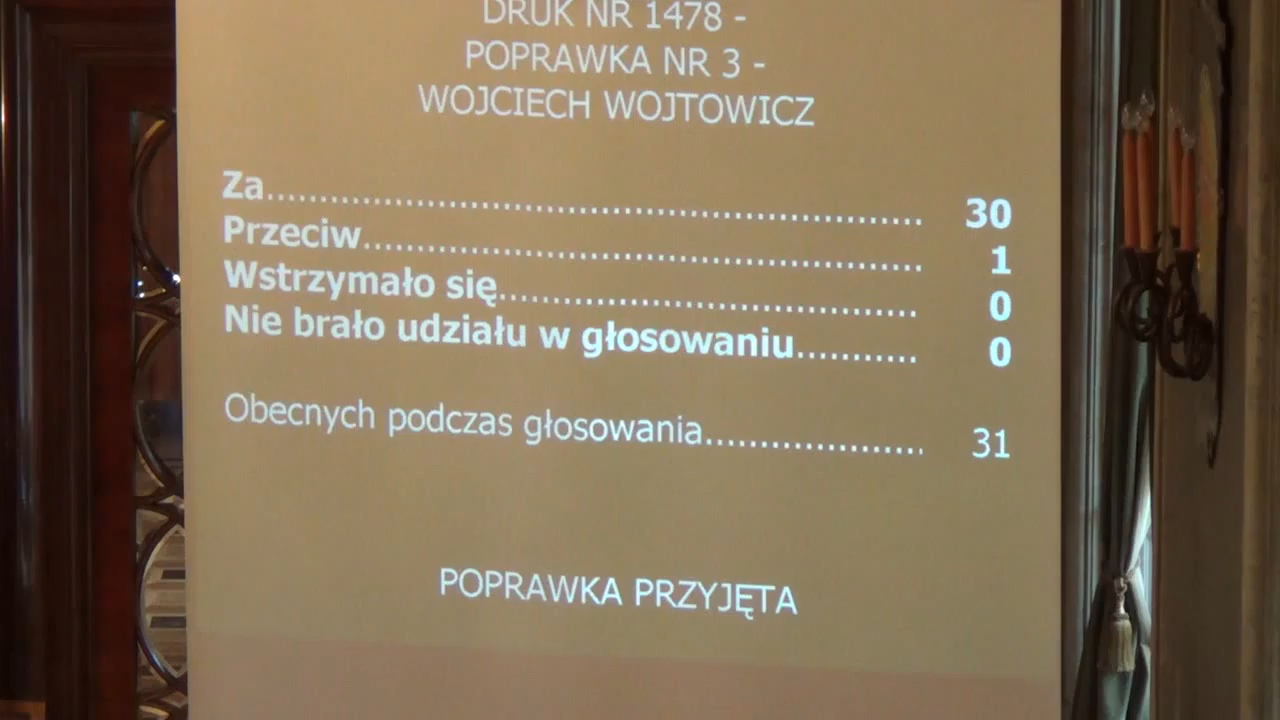 DRUK NR 1478 -
POPRAWKA NR 3 -
WOJCIECH WOJTOWICZ
Za............................................................ 30
Przeciw................................................... 1
Wstrzymało się...................................... 0
Nie brało udziału w głosowaniu........... 0
Obecnych podczas głosowania.................... 31
POPRAWKA PRZYJĘTA